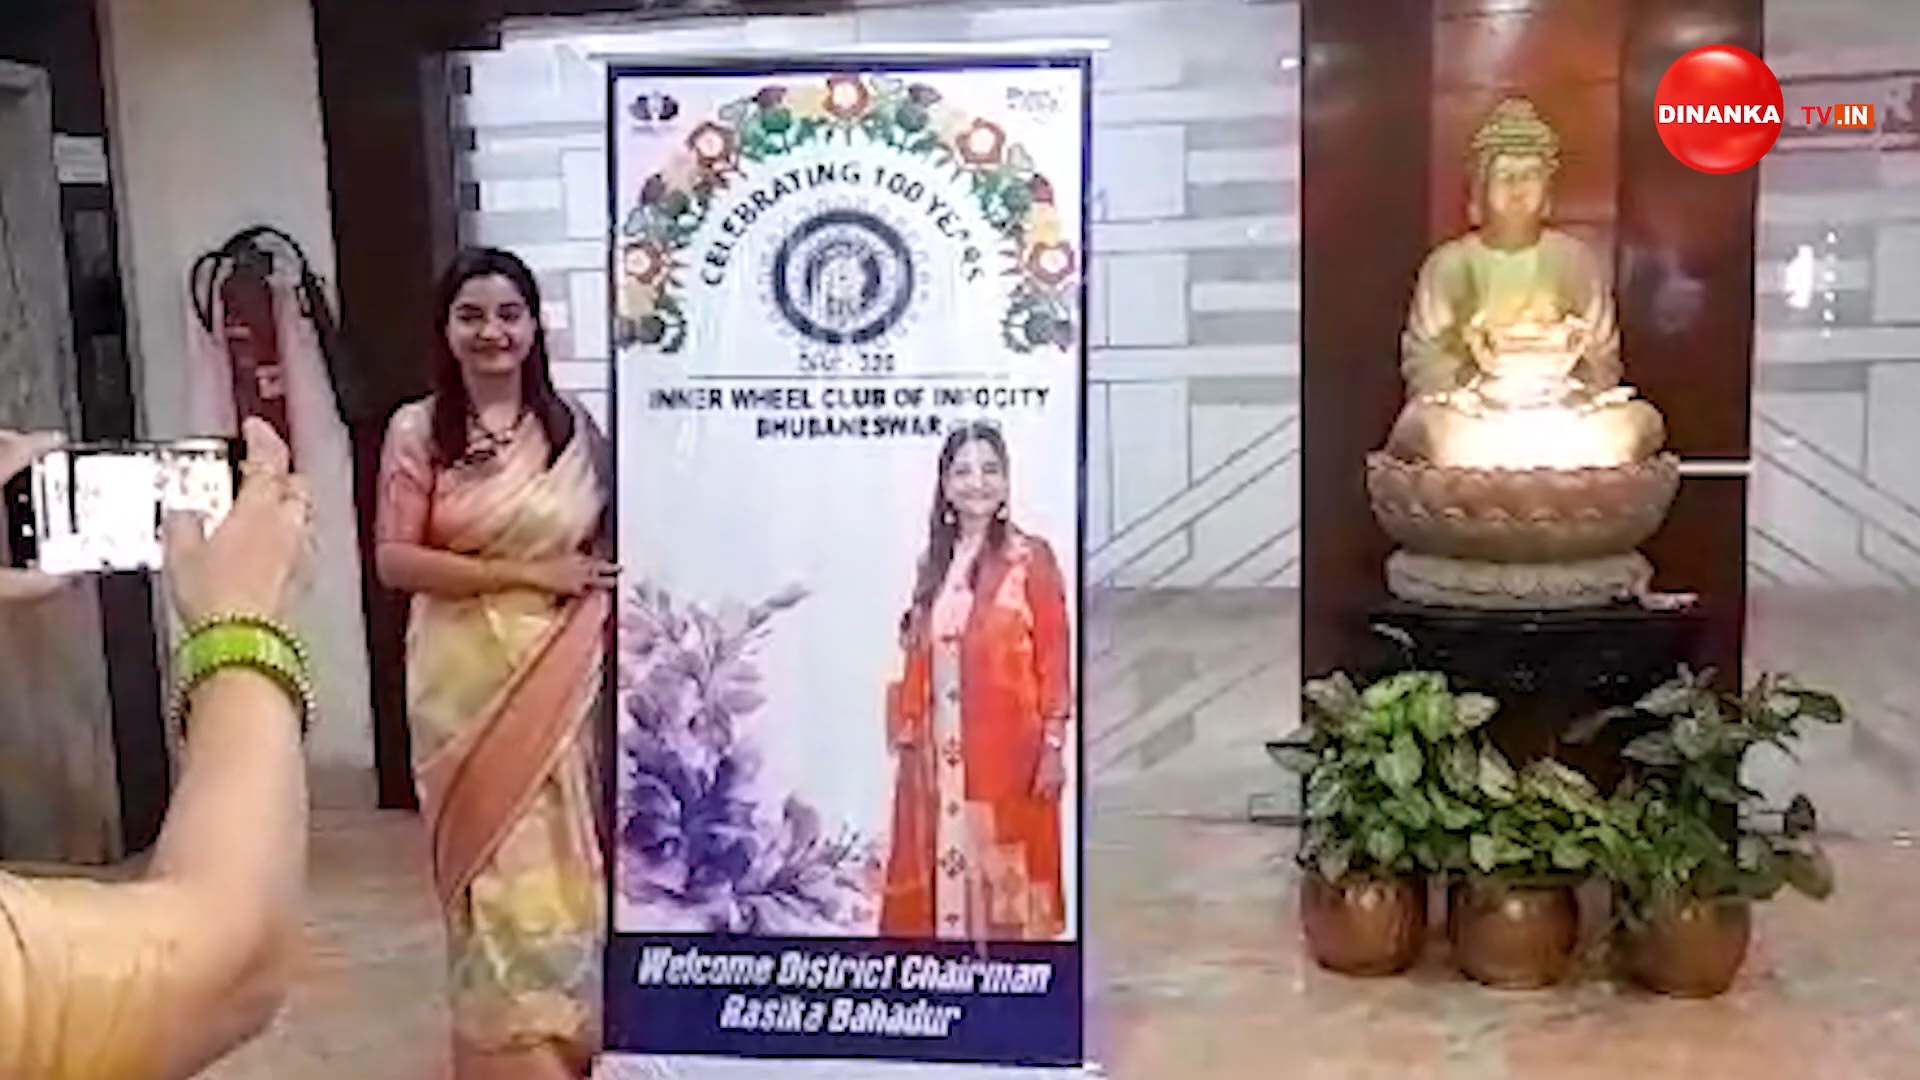 DINANKA TV.IN
CELEBRATING 100 YEARS
INNER WHEEL CLUB OF INFOCITY
BHUBANESWAR
Welcome District Chairman
Rasika Bahadur